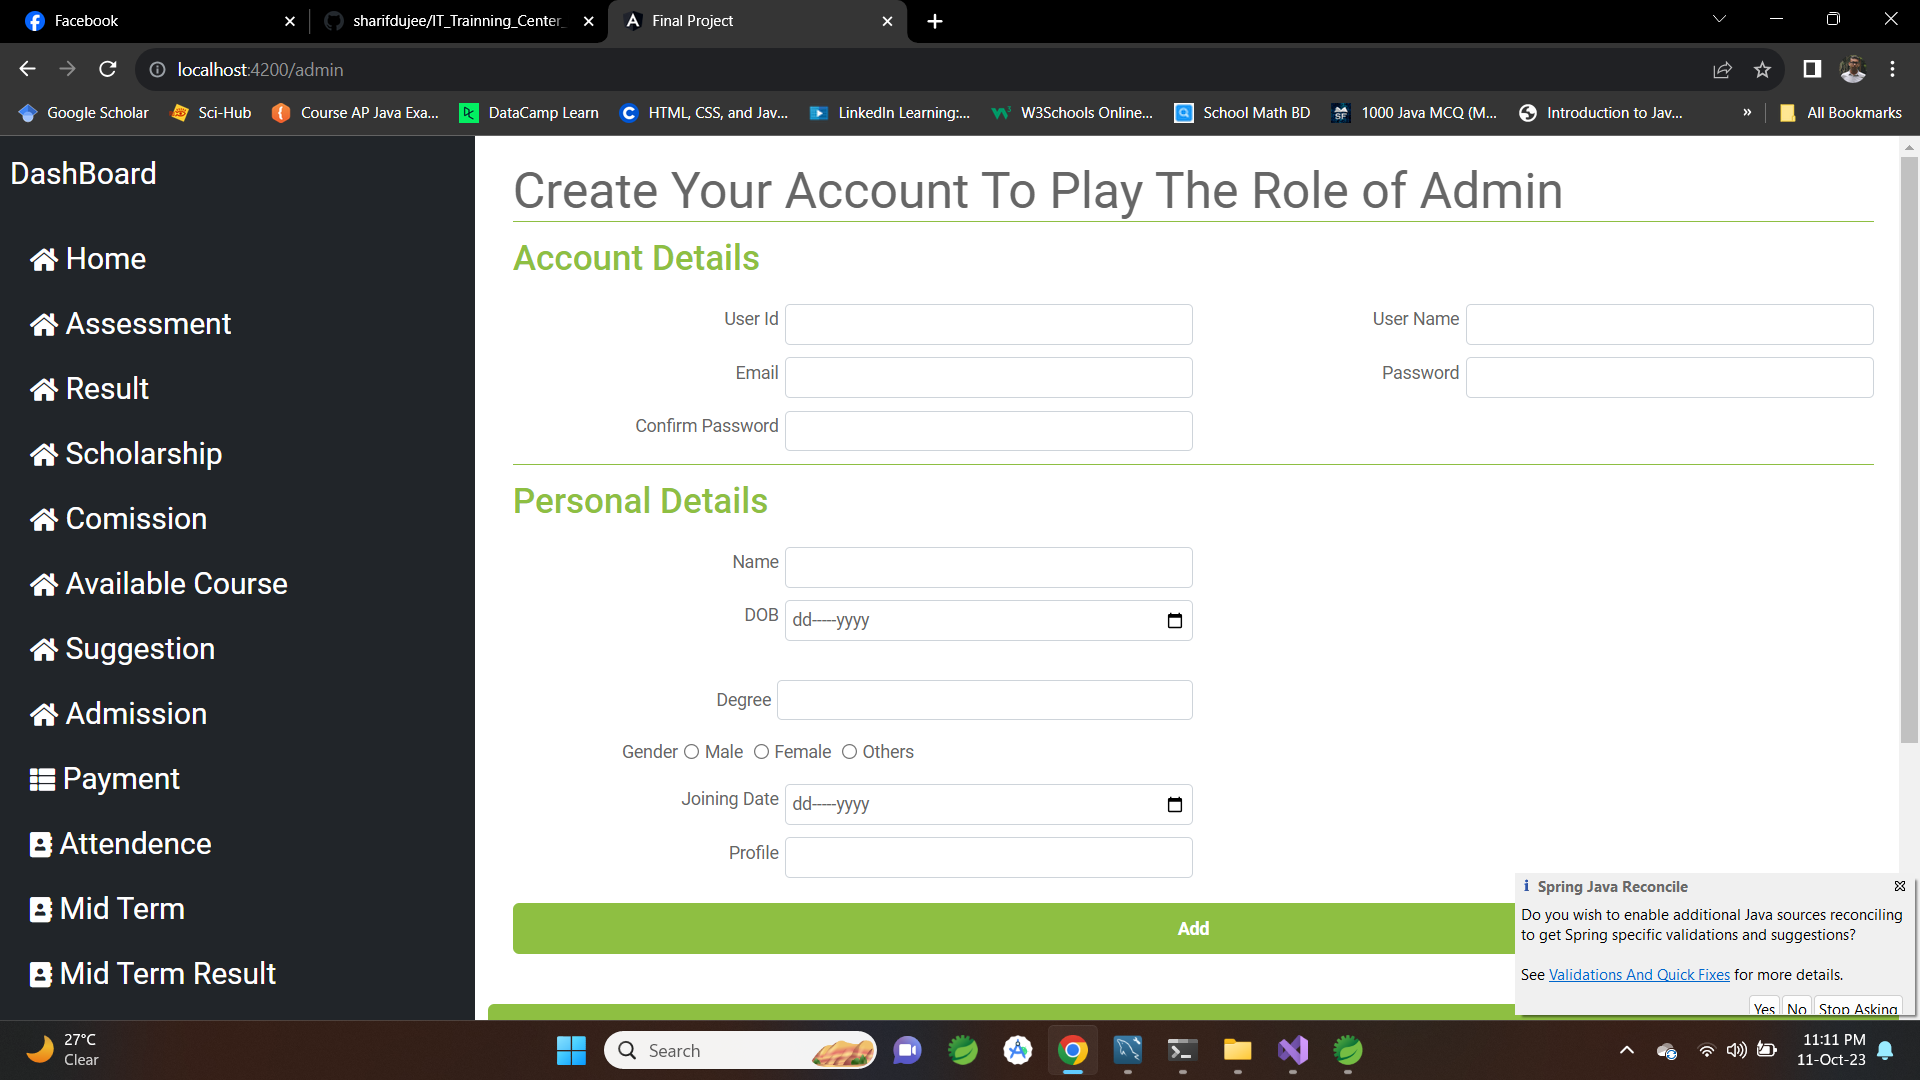 Facebook
sharifdujee/IT_Trainning_Center_
Final Project
localhost:4200/admin
Google Scholar
Sci-Hub
Course AP Java Exa...
DataCamp Learn
HTML, CSS, and Jav...
LinkedIn Learning:...
W3Schools Online...
School Math BD
1000 Java MCQ (M...
Introduction to Jav...
»
All Bookmarks
DashBoard
Home
Assessment
Result
Scholarship
Comission
Available Course
Suggestion
Admission
Payment
Attendence
Mid Term
Mid Term Result
Create Your Account To Play The Role of Admin
Account Details
User Id
User Name
Email
Password
Confirm Password
Personal Details
Name
DOB
dd-----yyyy
Degree
Gender Male Female Others
Joining Date
dd-----yyyy
Profile
Add
Spring Java Reconcile
Do you wish to enable additional Java sources reconciling
to get Spring specific validations and suggestions?
See Validations And Quick Fixes for more details.
Yes No Stop Asking
27°C
Clear
Search
11:11 PM
11-Oct-23